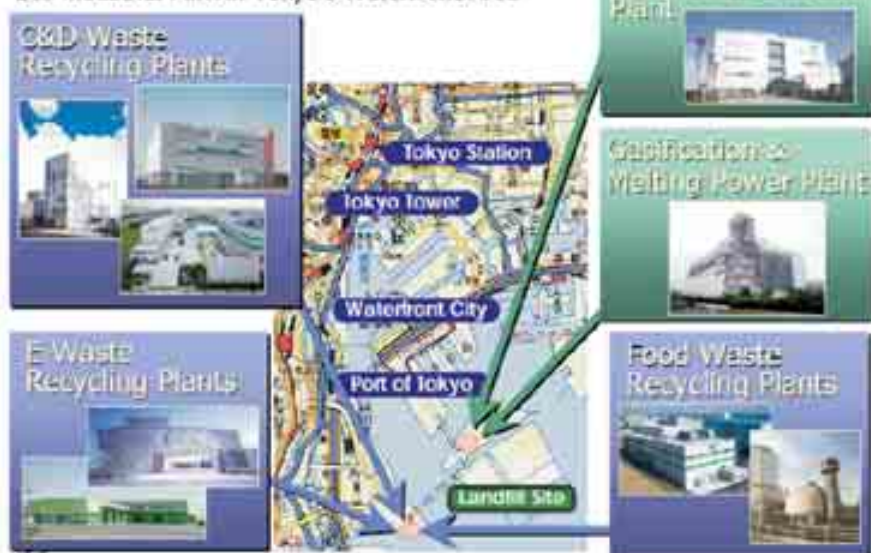 C&D Waste
Recycling Plants
Plant
Tokyo Station
Tokyo Tower
Gasification &
Melting Power Plant
Waterfront City
E-Waste
Recycling Plants
Port of Tokyo
Food Waste
Recycling Plants
Landfill Site